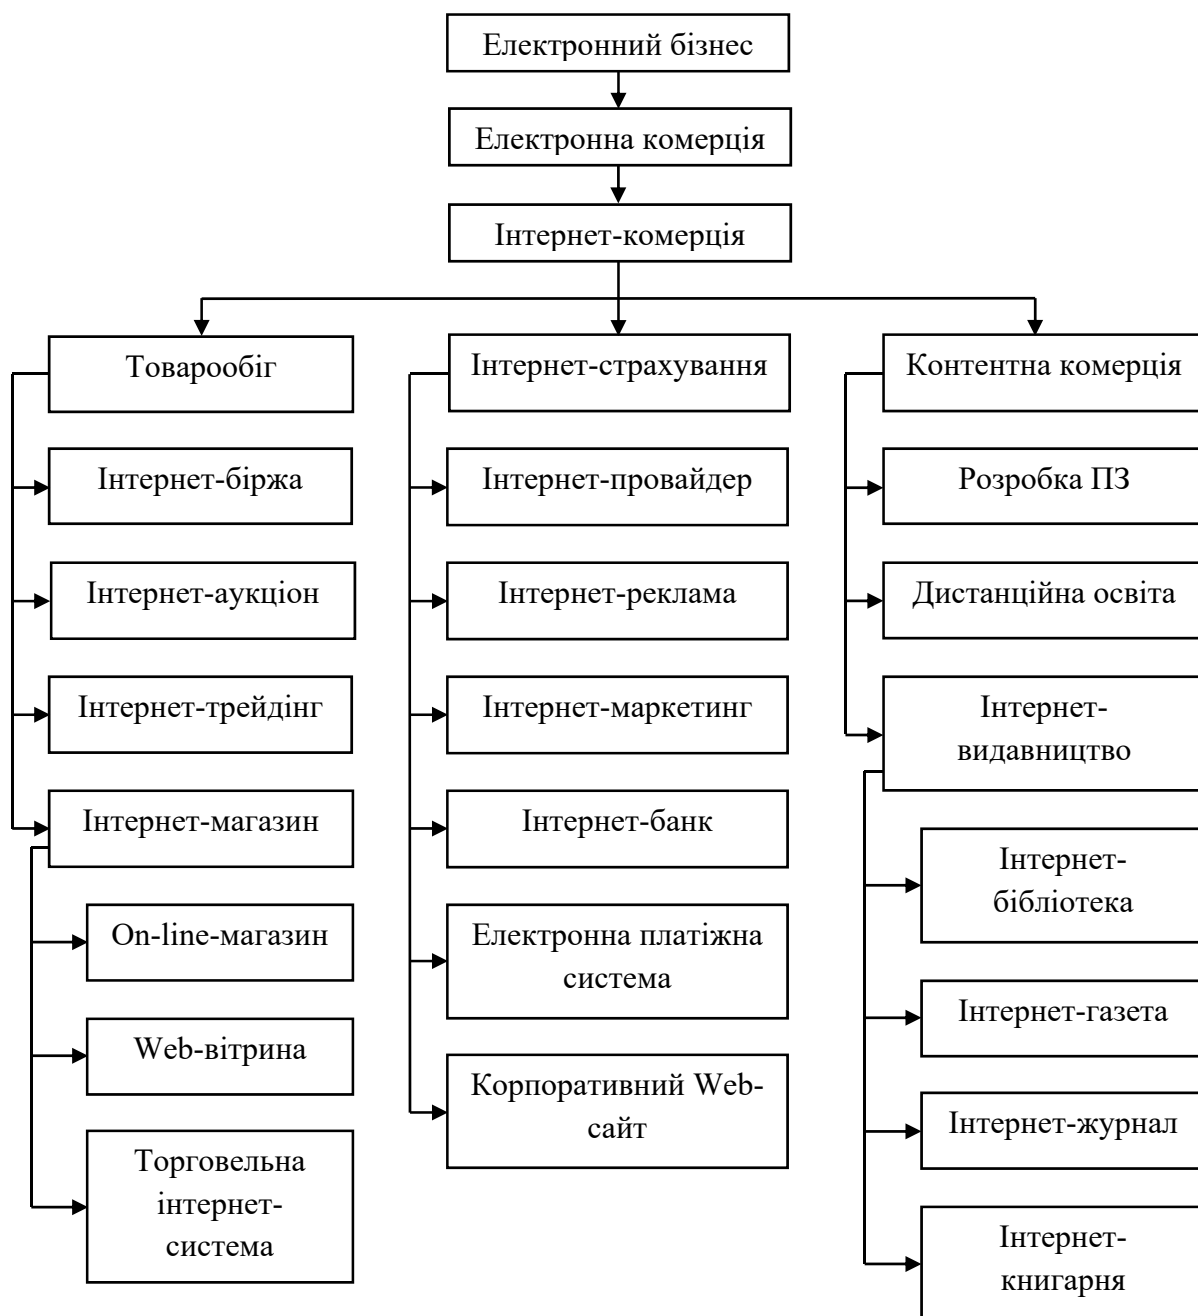 Електронний бізнес
Електронна комерція
Інтернет-комерція
Товарообіг
Інтернет-біржа
Інтернет-аукціон
Інтернет-трейдінг
Інтернет-магазин
On-line-магазин
Web-вітрина
Торговельна
інтернет-
система
Інтернет-страхування
Інтернет-провайдер
Інтернет-реклама
Інтернет-маркетинг
Інтернет-банк
Електронна платіжна
система
Корпоративний Web-
сайт
Контентна комерція
Розробка ПЗ
Дистанційна освіта
Інтернет-
видавництво
Інтернет-
бібліотека
Інтернет-газета
Інтернет-журнал
Інтернет-
книгарня